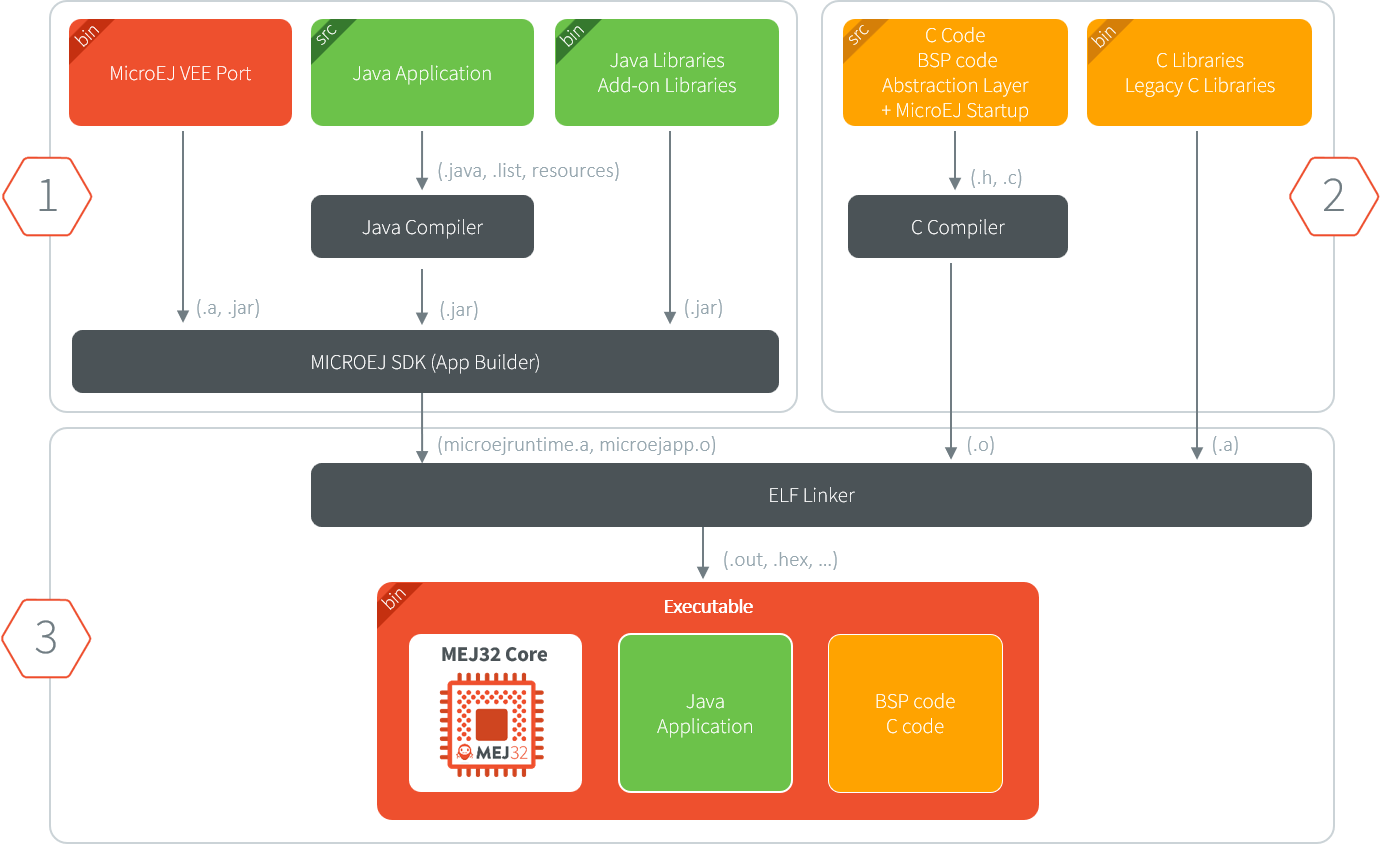 bin
MicroEJ VEE Port
src
Java Application
bin
Java Libraries
Add-on Libraries
src
C Code
BSP code
Abstraction Layer
+ MicroEJ Startup
bin
C Libraries
Legacy C Libraries
1
2
(.java, .list, resources)
(.h, .c)
Java Compiler
C Compiler
(.a, .jar)
(.jar)
(.jar)
MICROEJ SDK (App Builder)
(microejruntime.a, microejapp.o)
(.o)
(.a)
ELF Linker
(.out, .hex, ...)
3
bin
Executable
MEJ32 Core
MEJ32
Java
Application
BSP code
C code